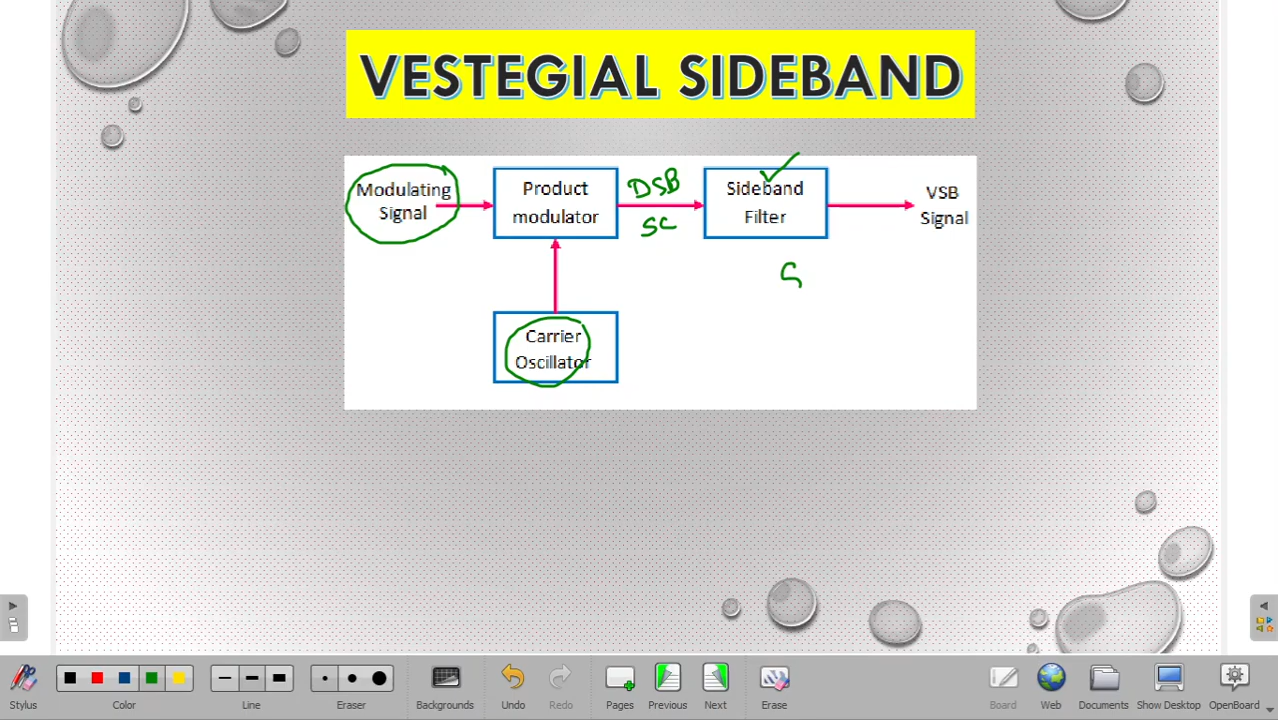 VESTEGIAL SIDEBAND
Modulating
Signal
Product
modulator
DSB
SC
Sideband
Filter
VSB
Signal
Carrier
Oscillator
Stylus
Color
Line
Eraser
Backgrounds
Undo
Redo
Pages
Previous
Next
Erase
Board
Web
Documents
Show Desktop
OpenBoard